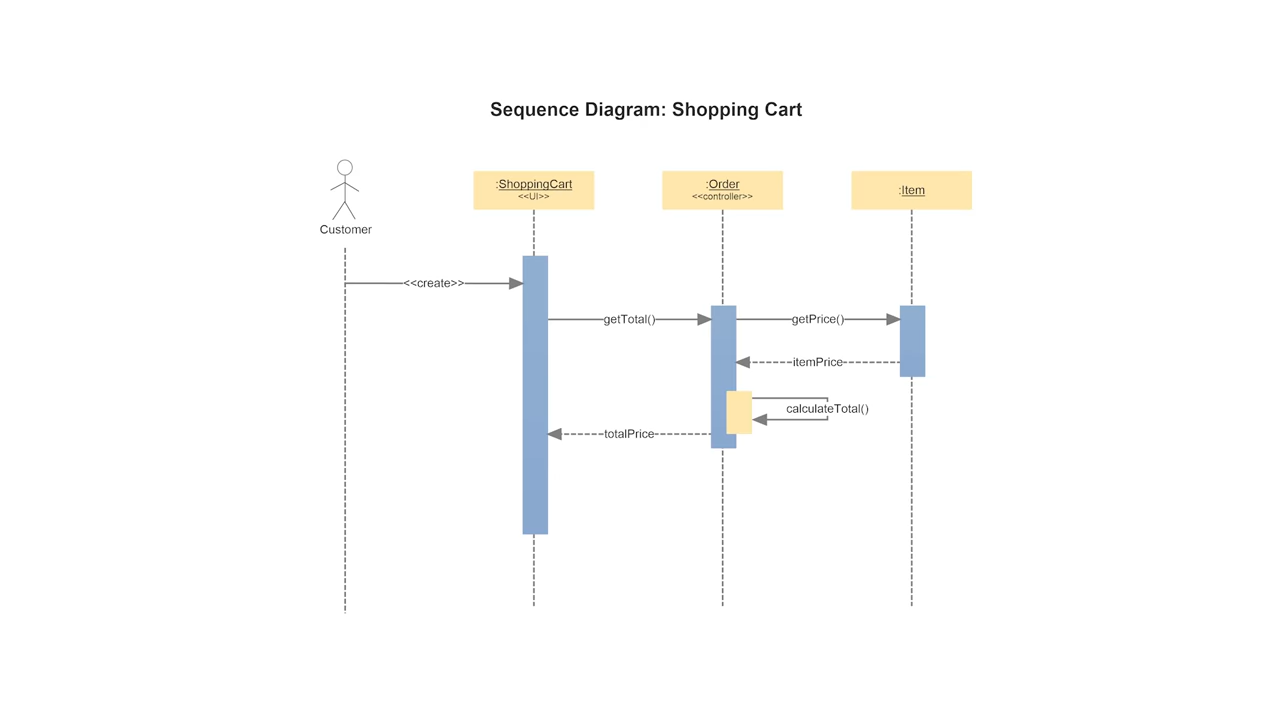 Sequence Diagram: Shopping Cart
Customer
:ShoppingCart
<<UI>>
:Order
<<controller>>
:Item
<<create>>
getTotal()
getPrice()
itemPrice
calculateTotal()
totalPrice